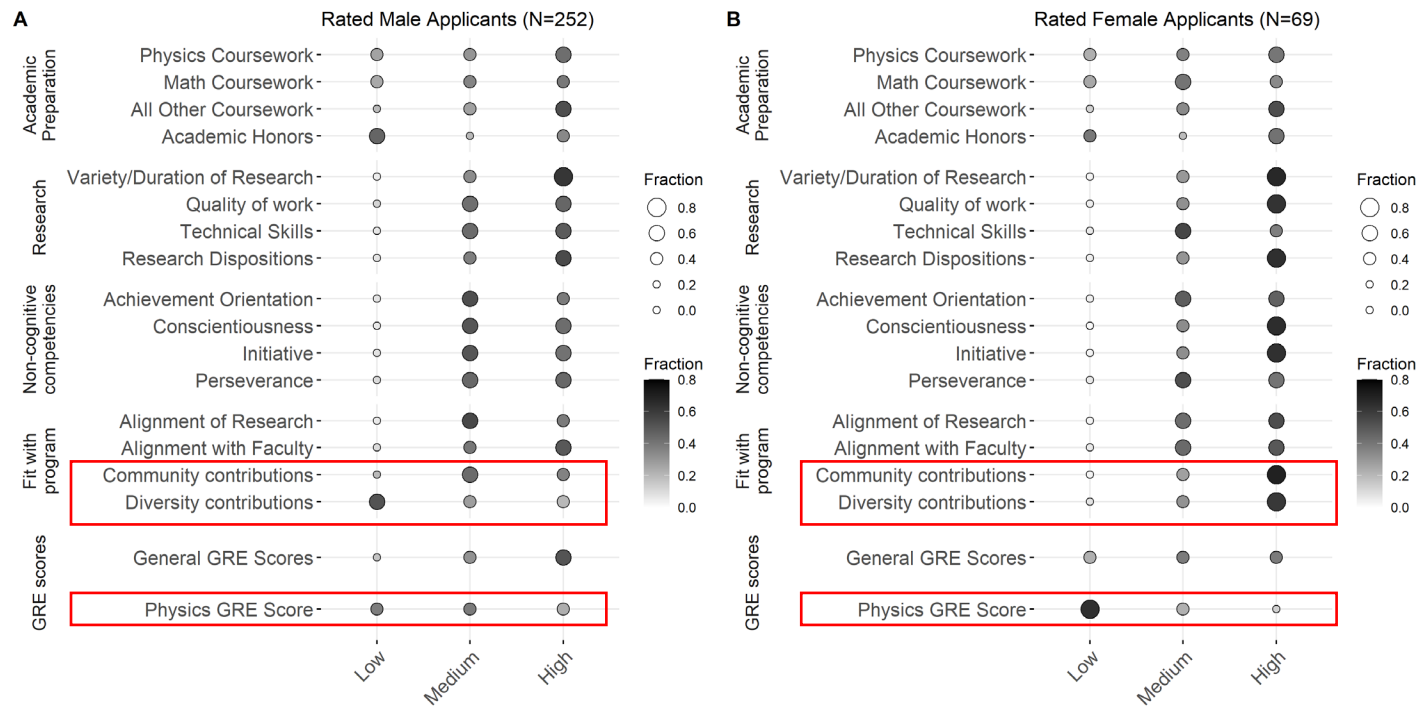 A
Rated Male Applicants (N=252)
Academic
Preparation
Physics Coursework
Math Coursework
All Other Coursework
Academic Honors
Research
Variety/Duration of Research
Quality of work
Technical Skills
Research Dispositions
Non-cognitive
competencies
Achievement Orientation
Conscientiousness
Initiative
Perseverance
Fit with
program
Alignment of Research
Alignment with Faculty
Community contributions
Diversity contributions
GRE scores
General GRE Scores
Physics GRE Score
Low
Medium
High
Fraction
0.8
0.6
0.4
0.2
0.0
Fraction
0.8
0.6
0.4
0.2
0.0
B
Rated Female Applicants (N=69)
Academic
Preparation
Physics Coursework
Math Coursework
All Other Coursework
Academic Honors
Research
Variety/Duration of Research
Quality of work
Technical Skills
Research Dispositions
Non-cognitive
competencies
Achievement Orientation
Conscientiousness
Initiative
Perseverance
Fit with
program
Alignment of Research
Alignment with Faculty
Community contributions
Diversity contributions
GRE scores
General GRE Scores
Physics GRE Score
Low
Medium
High
Fraction
0.8
0.6
0.4
0.2
0.0
Fraction
0.8
0.6
0.4
0.2
0.0